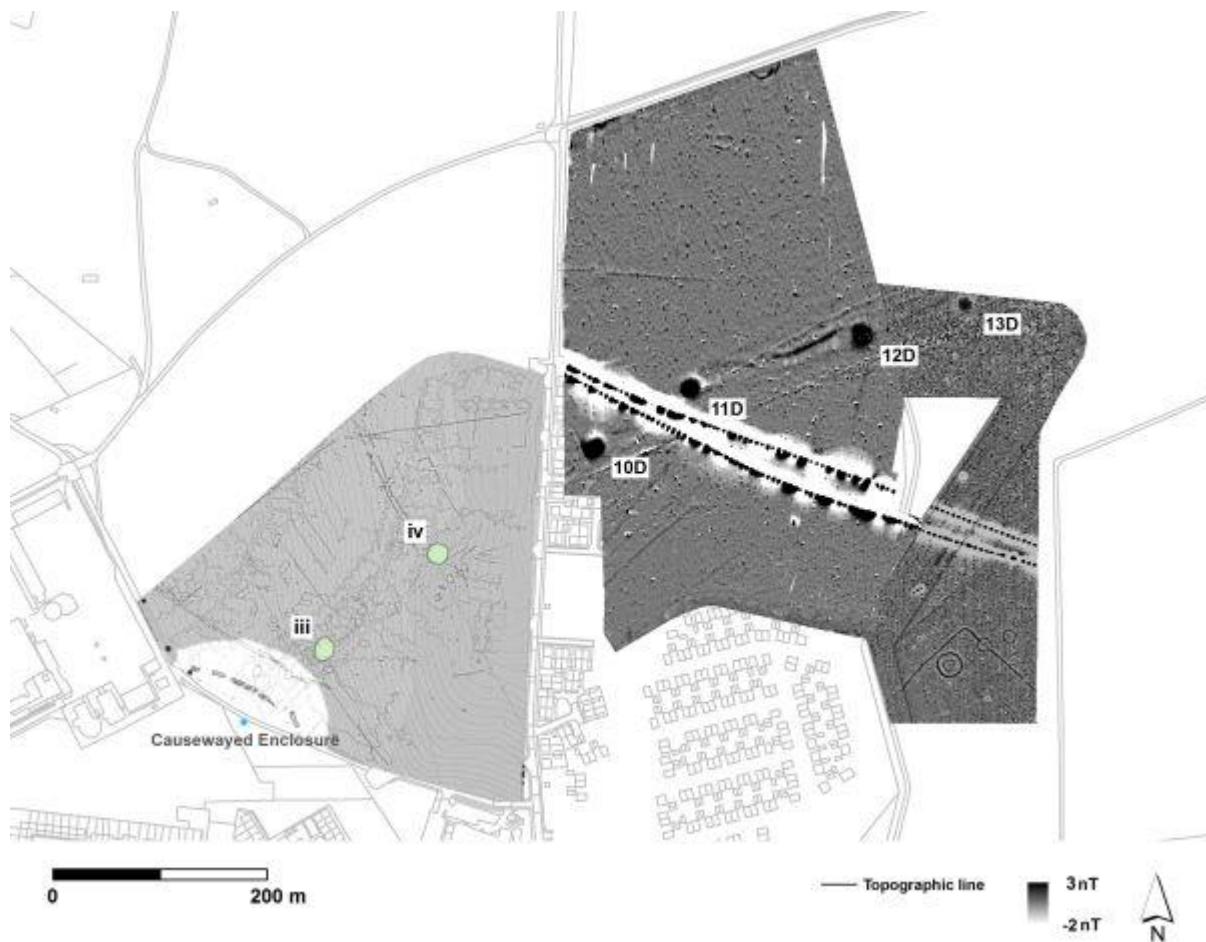 13D
12D
11D
10D
iv
iii
Causewayed Enclosure
0
200 m
Topographic line
3 nT
-2 nT
N